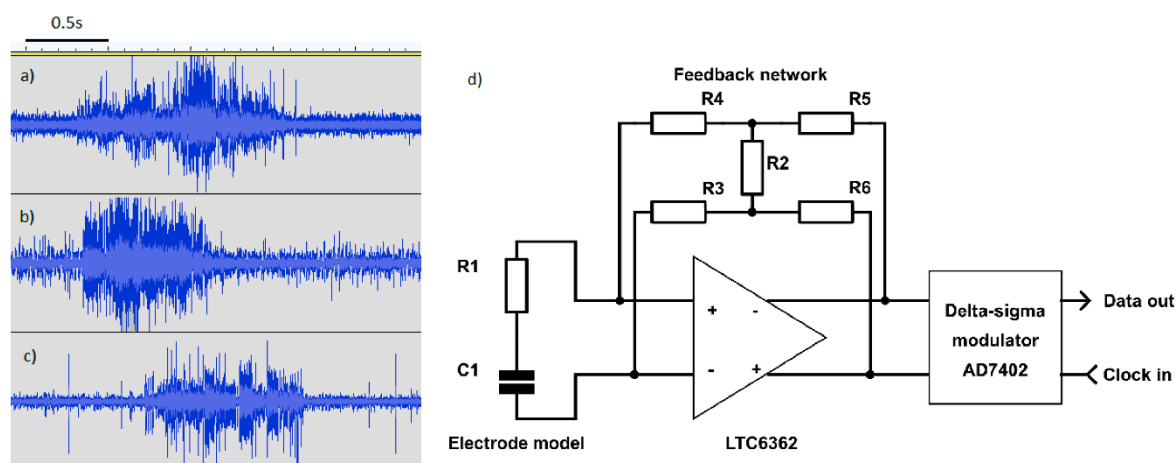 0.5s
a)
b)
c)
d)
Feedback network
R4
R5
R2
R3
R6
R1
C1
+
-
-
+
Electrode model
LTC6362
Delta-sigma
modulator
AD7402
Data out
Clock in